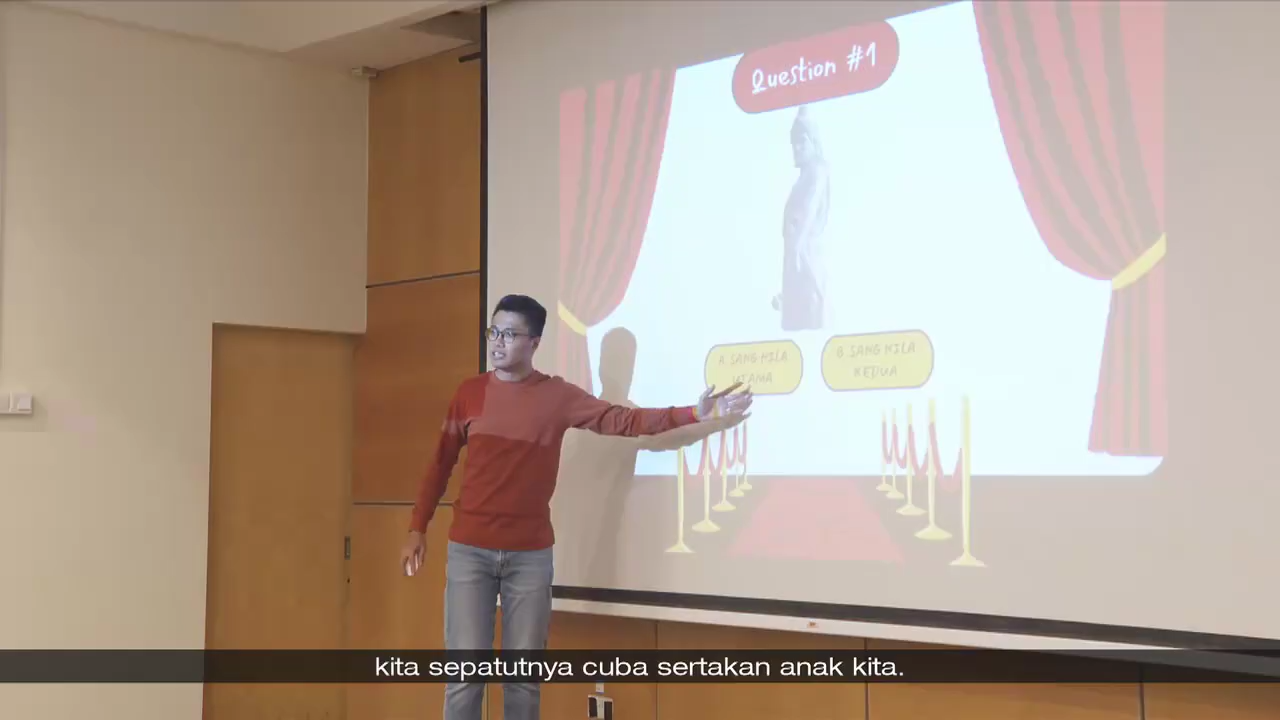 Question #1
A. SANG NILA
UTAMA
B. SANG NILA
KEDUA
kita sepatutnya cuba sertakan anak kita.